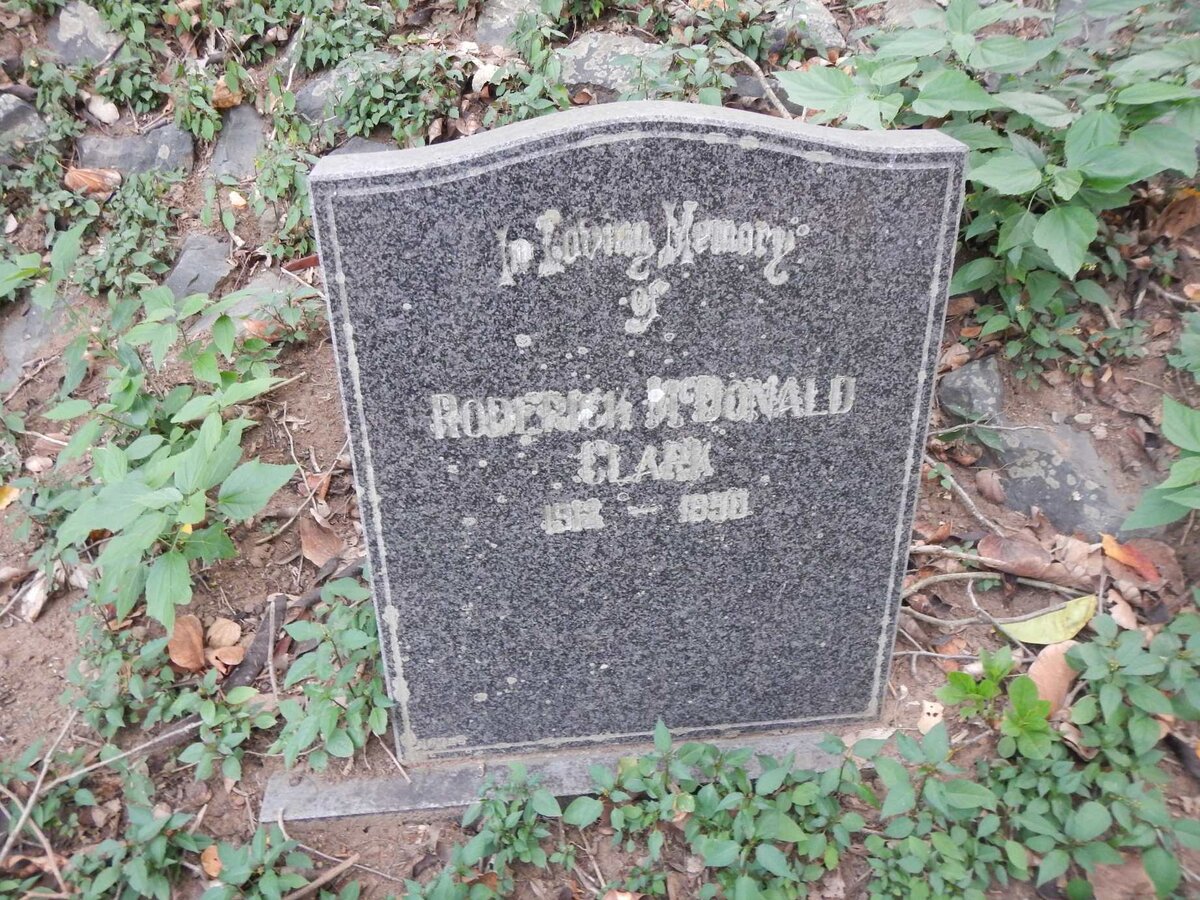 In Loving Memory
of
RODERICK McDONALD
CLARK
1912 — 1990